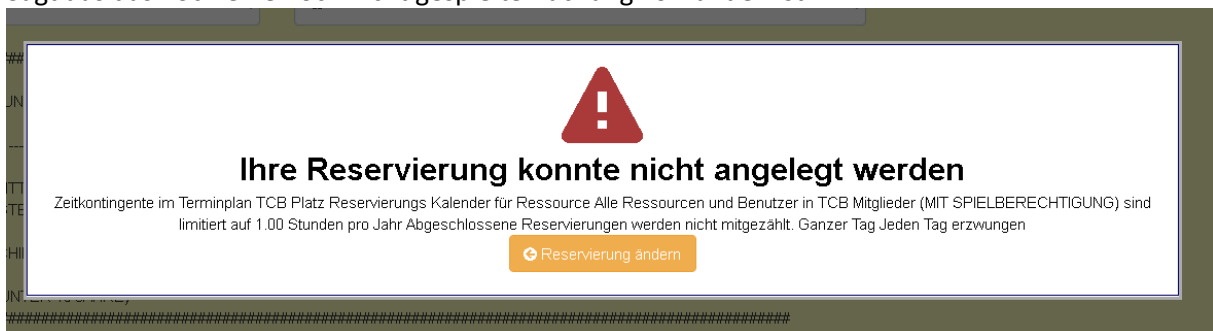 ##
UN
---
Ihre Reservierung konnte nicht angelegt werden
Zeitkontingente im Terminplan TCB Platz Reservierungs Kalender für Ressource Alle Ressourcen und Benutzer in TCB Mitglieder (MIT SPIELBERECHTIGUNG) sind
limitiert auf 1.00 Stunden pro Jahr Abgeschlossene Reservierungen werden nicht mitgezählt. Ganzer Tag Jeden Tag erzwungen
Reservierung ändern